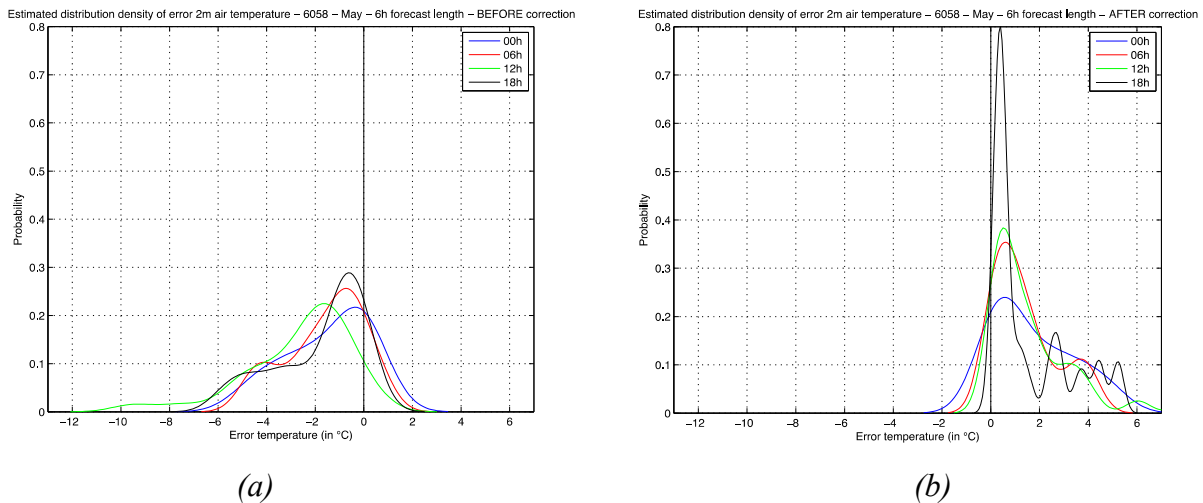 Estimated distribution density of error 2m air temperature – 6058 – May – 6h forecast length – BEFORE correction
0.8
0.7
0.6
0.5
0.4
0.3
0.2
0.1
0
Probability
00h
06h
12h
18h
−12 −10 −8 −6 −4 −2 0 2 4 6
Error temperature (in °C)
(a)
Estimated distribution density of error 2m air temperature – 6058 – May – 6h forecast length – AFTER correction
0.8
0.7
0.6
0.5
0.4
0.3
0.2
0.1
0
Probability
00h
06h
12h
18h
−12 −10 −8 −6 −4 −2 0 2 4 6
Error temperature (in °C)
(b)